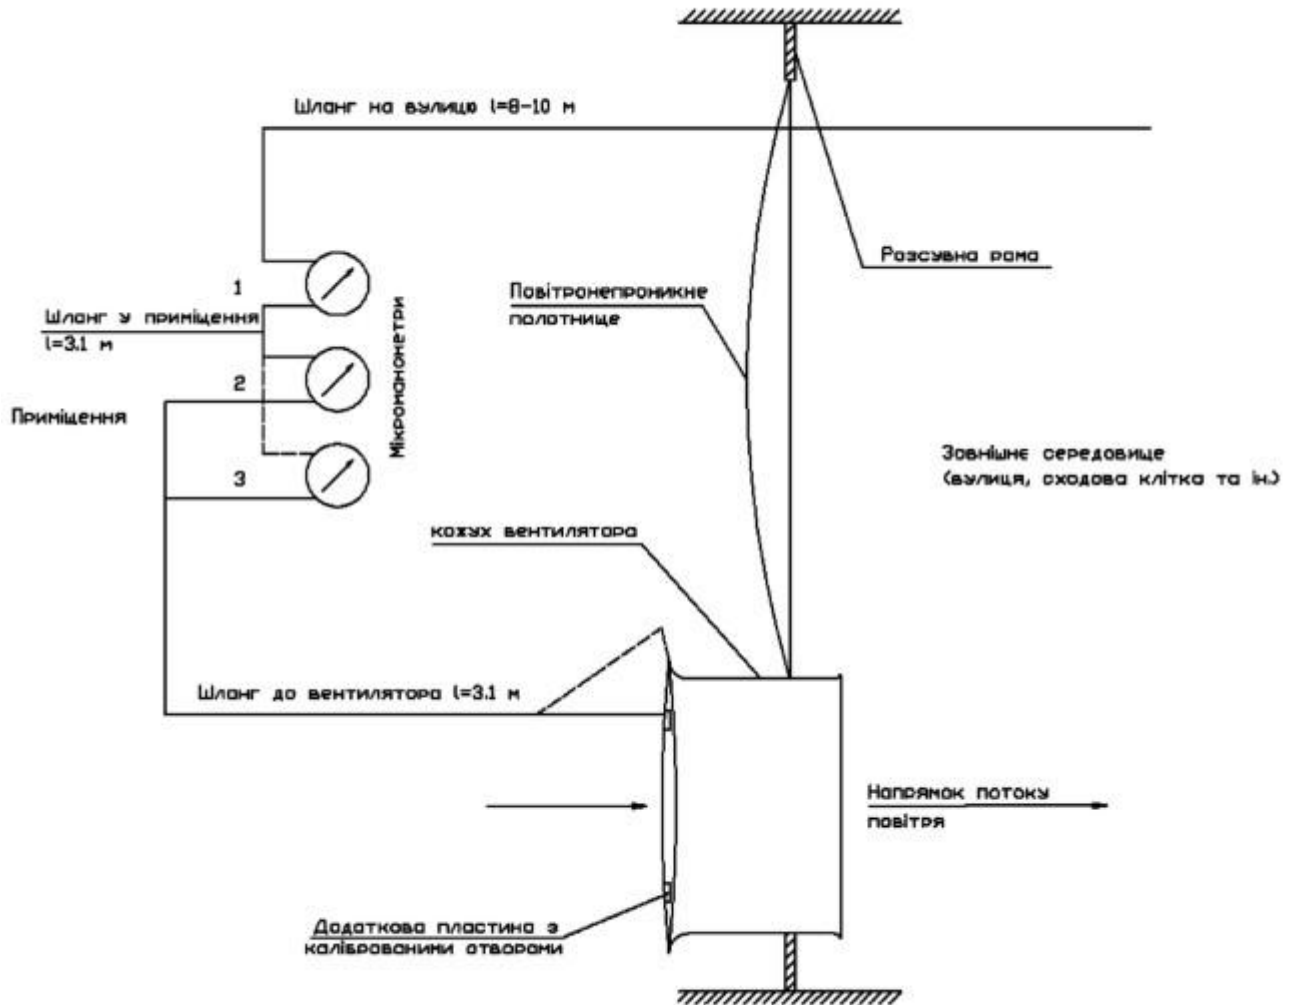 Шланг на вулицю l=8-10 м
Розсувна рама
Повітронепроникне
полотнище
1
Шланг у приміщення
l=3.1 м
2
Мікроманометри
Приміщення
3
Зовнішнє середовище
(вулиця, сходова клітка та ін.)
кожух вентилятора
Шланг до вентилятора l=3.1 м
Напрямок потоку
повітря
Додаткова пластина з
каліброваними отворами